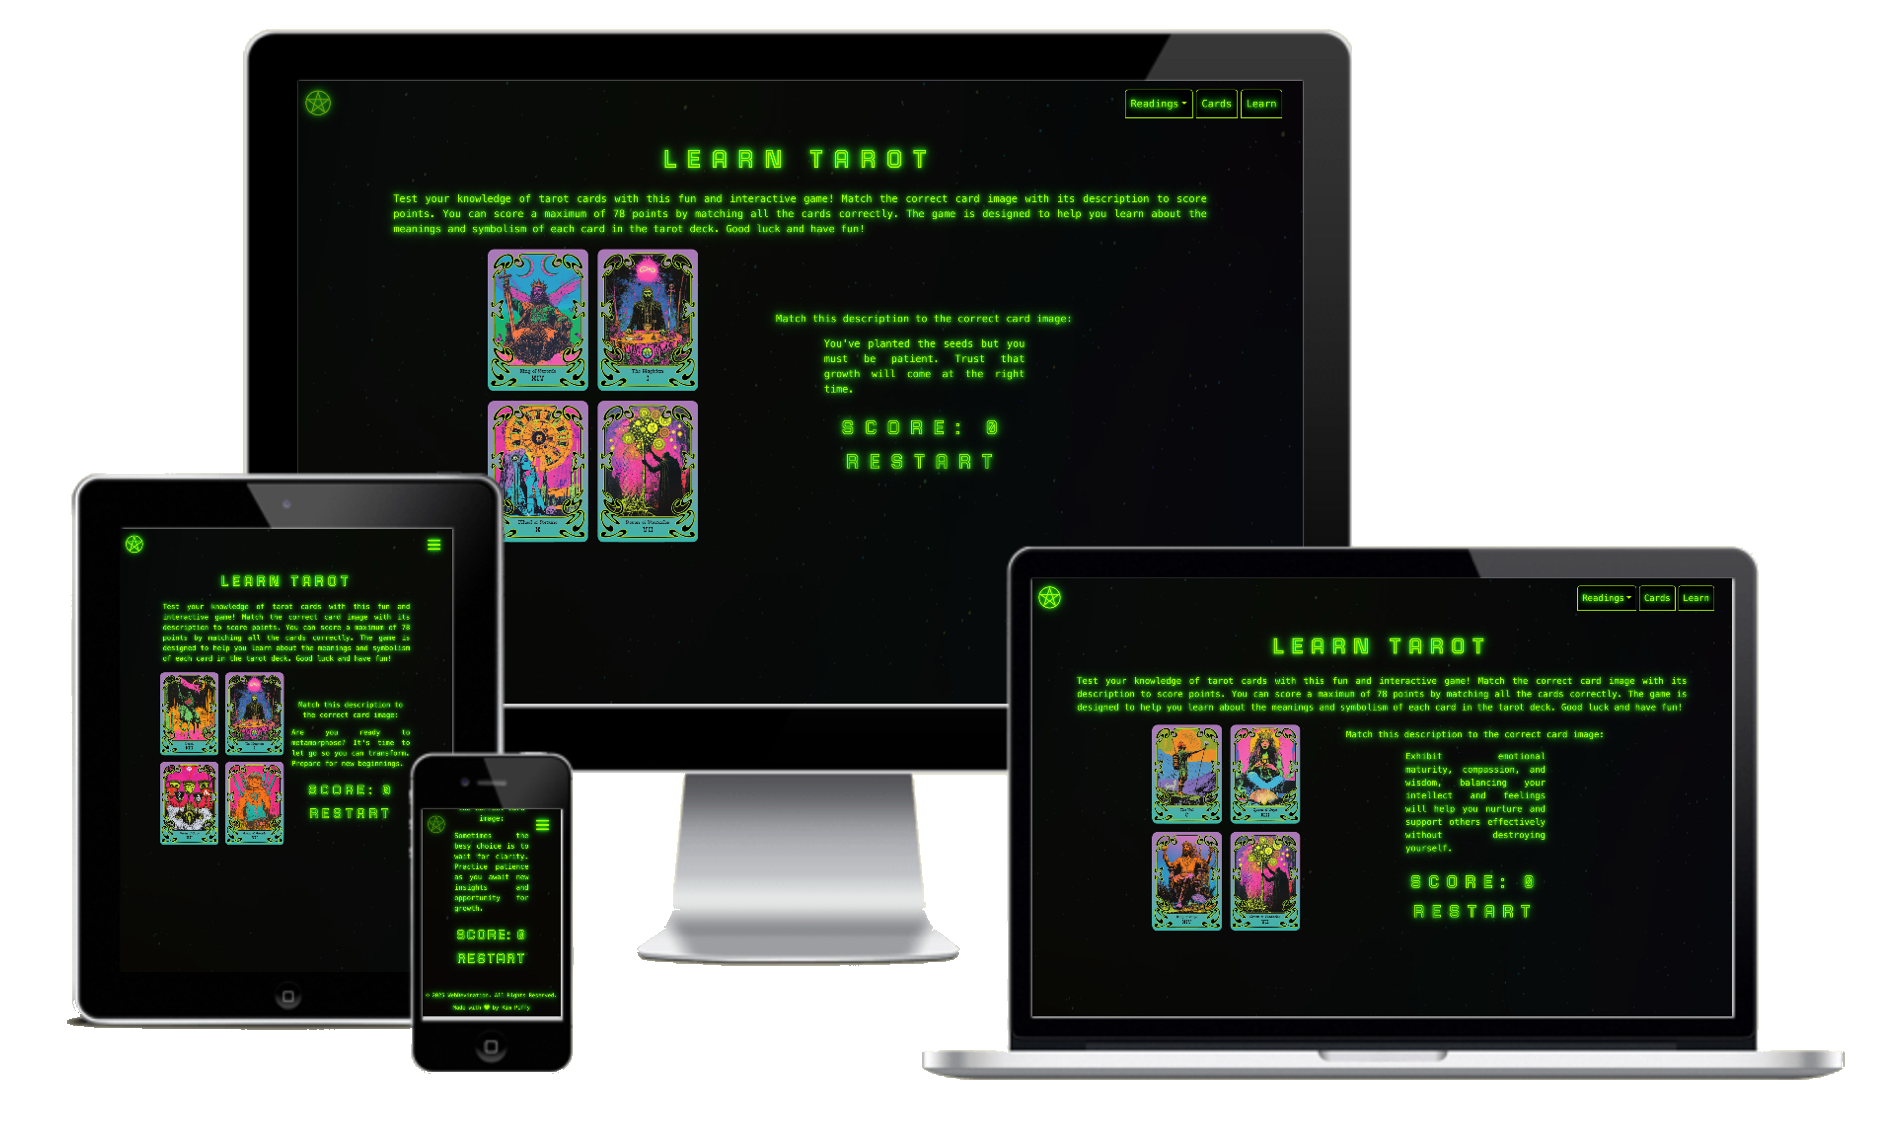 Readings
Cards
Learn
LEARN TAROT
Test your knowledge of tarot cards with this fun and interactive game! Match the correct card image with its description to score
points. You can score a maximum of 78 points by matching all the cards correctly. The game is designed to help you learn about the
meanings and symbolism of each card in the tarot deck. Good luck and have fun!
King of Swords
XIV
The Magician
I
Wheel of Fortune
X
Seven of Pentacles
VII
Match this description to the correct card image:
You've planted the seeds but you
must be patient. Trust that
growth will come at the right
time.
SCORE: 0
RESTART
LEARN TAROT
Test your knowledge of tarot cards with this fun and
interactive game! Match the correct card image with its
description to score points. You can score a maximum of 78
points by matching all the cards correctly. The game is
designed to help you learn about the meanings and symbolism
of each card in the tarot deck. Good luck and have fun!
Match this description to
the correct card image:
Are you ready to
metamorphose? It's time to
let go so you can transform.
Prepare for new beginnings.
SCORE: 0
RESTART
image:
Sometimes the
besy choice is to
wait for clarity.
Practice patience
as you await new
insights and
opportunity for
growth.
SCORE: 0
RESTART
© 2023 WebDevination. All Rights Reserved.
Made with ♥ by Kim Puffy
Readings
Cards
Learn
LEARN TAROT
Test your knowledge of tarot cards with this fun and interactive game! Match the correct card image with its
description to score points. You can score a maximum of 78 points by matching all the cards correctly. The game is
designed to help you learn about the meanings and symbolism of each card in the tarot deck. Good luck and have fun!
Match this description to the correct card image:
Exhibit emotional
maturity, compassion, and
wisdom, balancing your
intellect and feelings
will help you nurture and
support others effectively
without destroying
yourself.
SCORE: 0
RESTART